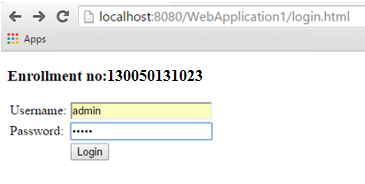 localhost:8080/WebApplication1/login.html
Apps
Enrollment no:130050131023
Username: admin
Password: •••••
Login